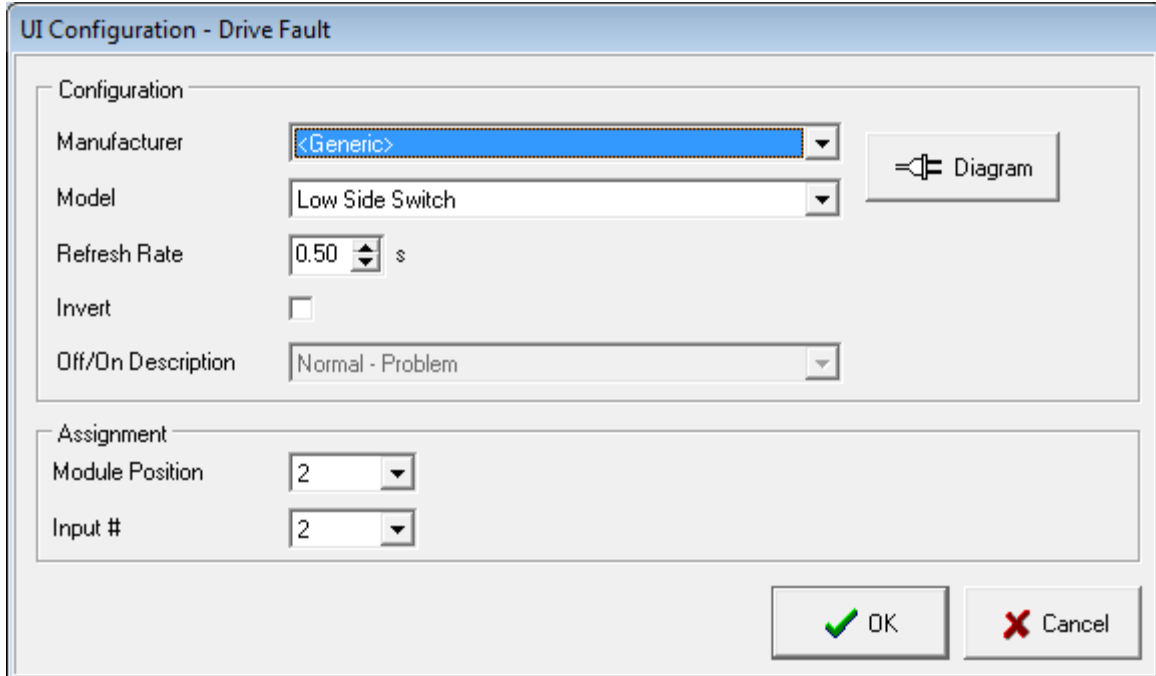 UI Configuration - Drive Fault
Configuration
Manufacturer <Generic>
Diagram
Model Low Side Switch
Refresh Rate 0.50 s
Invert
Off/On Description Normal - Problem
Assignment
Module Position 2
Input # 2
OK Cancel